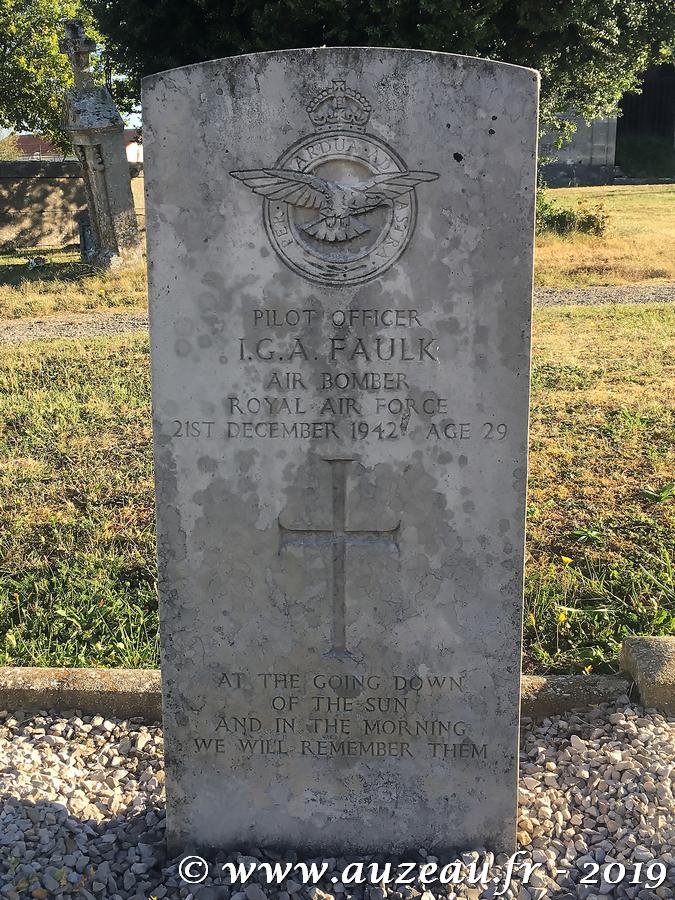 PER ARDUA AD ASTRA
PILOT OFFICER
I.G.A. FAULK
AIR BOMBER
ROYAL AIR FORCE
21ST DECEMBER 1942 AGE 29
AT THE GOING DOWN
OF THE SUN
AND IN THE MORNING
WE WILL REMEMBER THEM
© www.auzeau.fr - 2019